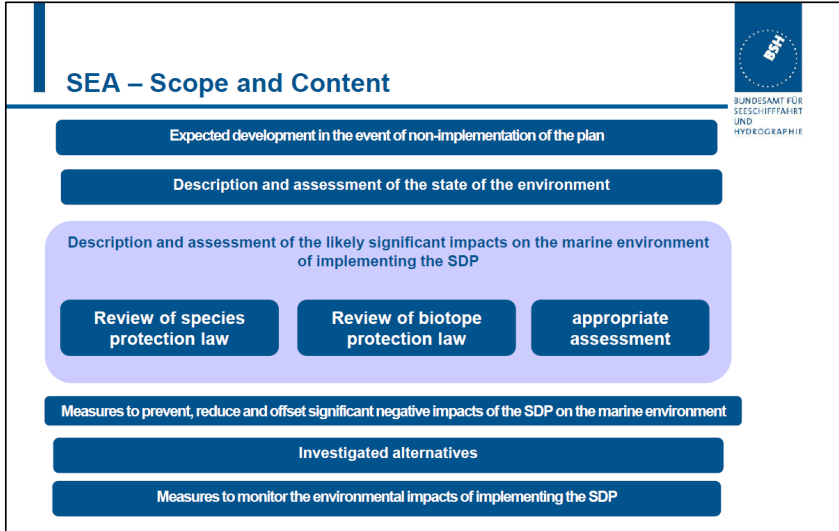 SEA – Scope and Content
BSH
BUNDESAMT FÜR
SEESCHIFFFAHRT
UND
HYDROGRAPHIE
Expected development in the event of non-implementation of the plan
Description and assessment of the state of the environment
Description and assessment of the likely significant impacts on the marine environment
of implementing the SDP
Review of species
protection law
Review of biotope
protection law
appropriate
assessment
Measures to prevent, reduce and offset significant negative impacts of the SDP on the marine environment
Investigated alternatives
Measures to monitor the environmental impacts of implementing the SDP